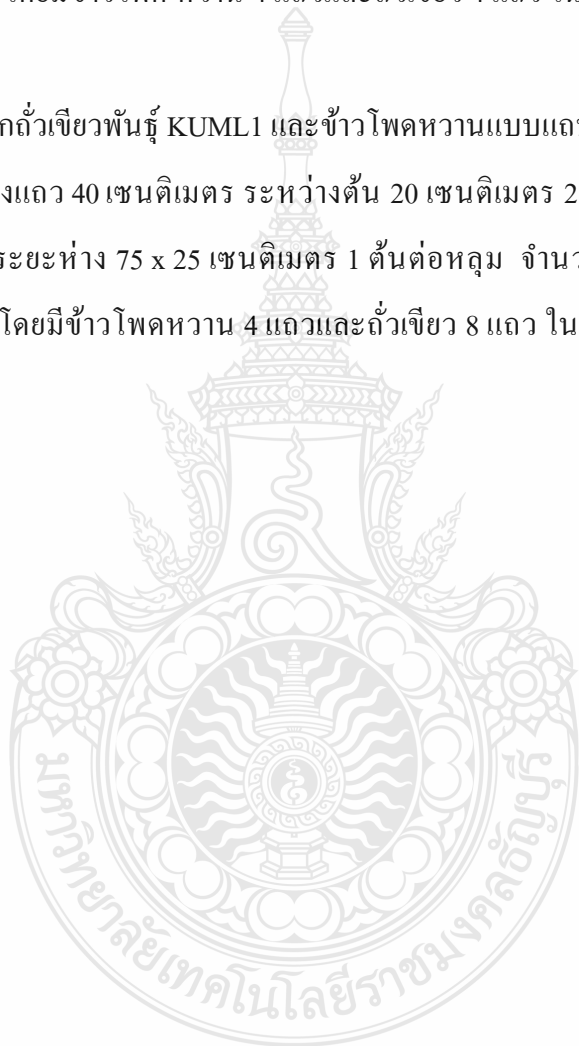 กถั่วเขียวพันธุ์ KUML1 และข้าวโพดหวานแบบแถ
งแถว 40 เซนติเมตร ระหว่างต้น 20 เซนติเมตร 2
ระยะห่าง 75 x 25 เซนติเมตร 1 ต้นต่อหลุม จำนว
โดยมีข้าวโพดหวาน 4 แถวและถั่วเขียว 8 แถว ใน
มหาวิทยาลัยเทคโนโลยีราชมงคลธัญบุรี